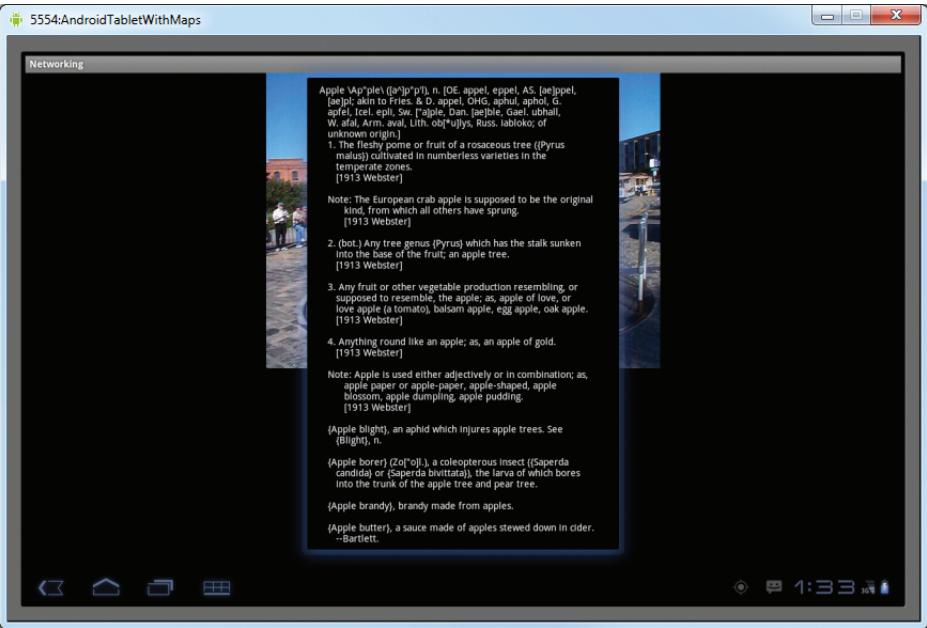 5554:AndroidTabletWithMaps
Networking
Apple \Ap"ple\ ([a^]p"p'l), n. [OE. appel, eppel, AS. [ae]ppel,
[ae]pl; akin to Fries. & D. appel, OHG, aphul, aphol, G.
apfel, Icel. epli, Sw. ["a]ple, Dan. [ae]ble, Gael. ubhall,
W. afal, Arm. aval, Lith. ob[*u]lys, Russ. iabloko; of
unknown origin.]
1. The fleshy pome or fruit of a rosaceous tree ({Pyrus
malus}) cultivated in numberless varieties in the
temperate zones.
[1913 Webster]
Note: The European crab apple is supposed to be the original
kind, from which all others have sprung.
[1913 Webster]
2. (bot.) Any tree genus {Pyrus} which has the stalk sunken
into the base of the fruit; an apple tree.
[1913 Webster]
3. Any fruit or other vegetable production resembling, or
supposed to resemble, the apple; as, apple of love, or
love apple (a tomato), balsam apple, egg apple, oak apple.
[1913 Webster]
4. Anything round like an apple; as, an apple of gold.
[1913 Webster]
Note: Apple is used either adjectively or in combination; as,
apple paper or apple-paper, apple-shaped, apple
blossom, apple dumpling, apple pudding.
[1913 Webster]
{Apple blight}, an aphid which injures apple trees. See
{Blight}, n.
{Apple borer} (Zo["o]l.), a coleopterous insect ({Saperda
candida} or {Saperda bivittata}), the larva of which bores
into the trunk of the apple tree and pear tree.
{Apple brandy}, brandy made from apples.
{Apple butter}, a sauce made of apples stewed down in cider.
--Bartlett.
1:33
3G